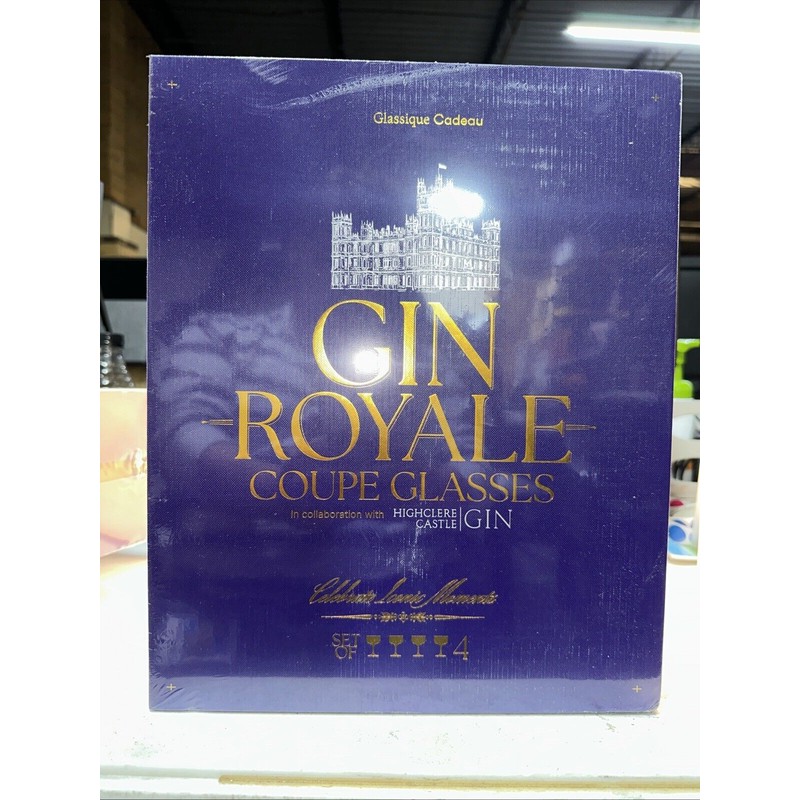 Glassique Cadeau
GIN
ROYALE
COUPE GLASSES
In collaboration with HIGHCLERE CASTLE | GIN
Celebrate Iconic Moments
SET OF 4